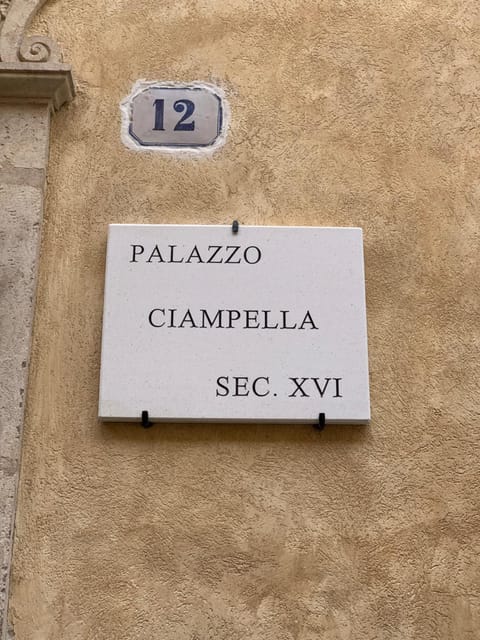 12
PALAZZO
CIAMPELLA
SEC. XVI